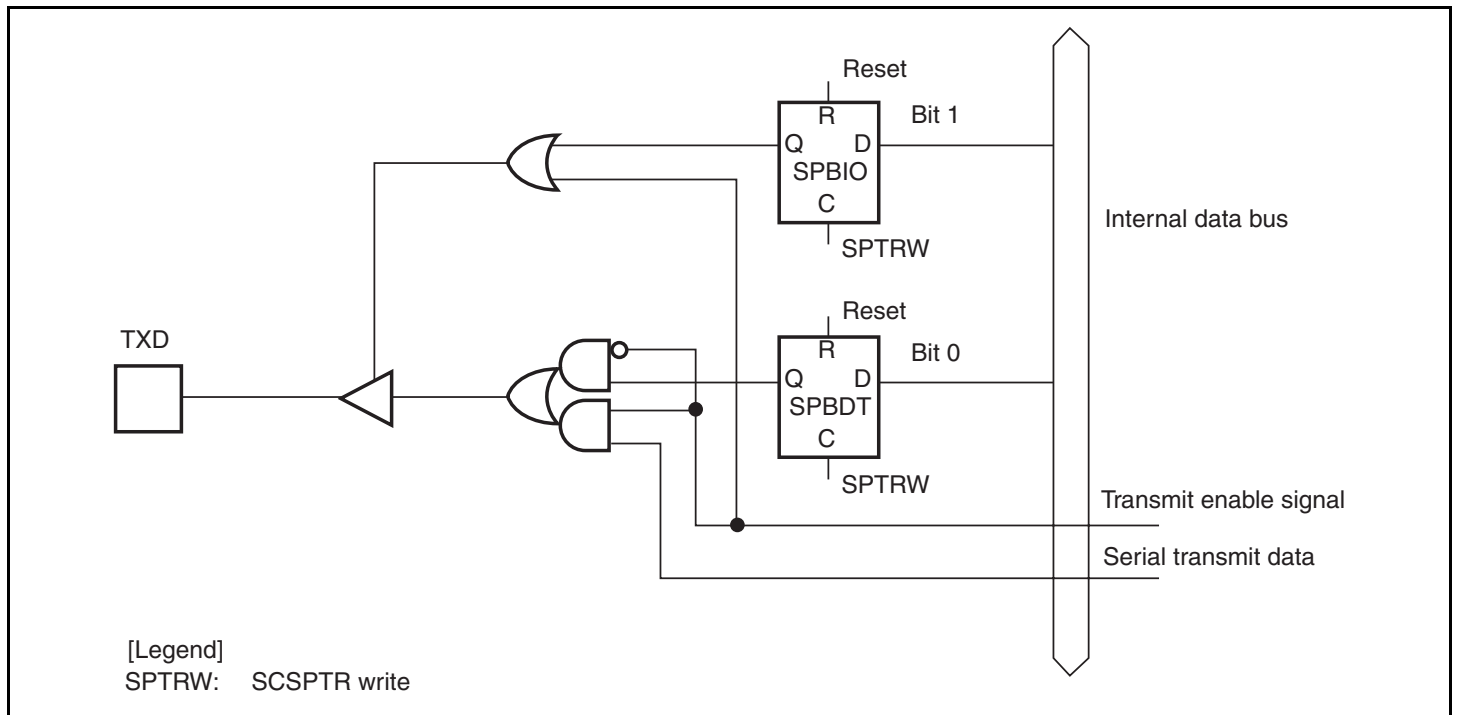 Reset
R
Bit 1
Q D
SPBIO
C
SPTRW
Internal data bus
Reset
R
Bit 0
Q D
SPBDT
C
SPTRW
TXD
Transmit enable signal
Serial transmit data
[Legend]
SPTRW: SCSPTR write